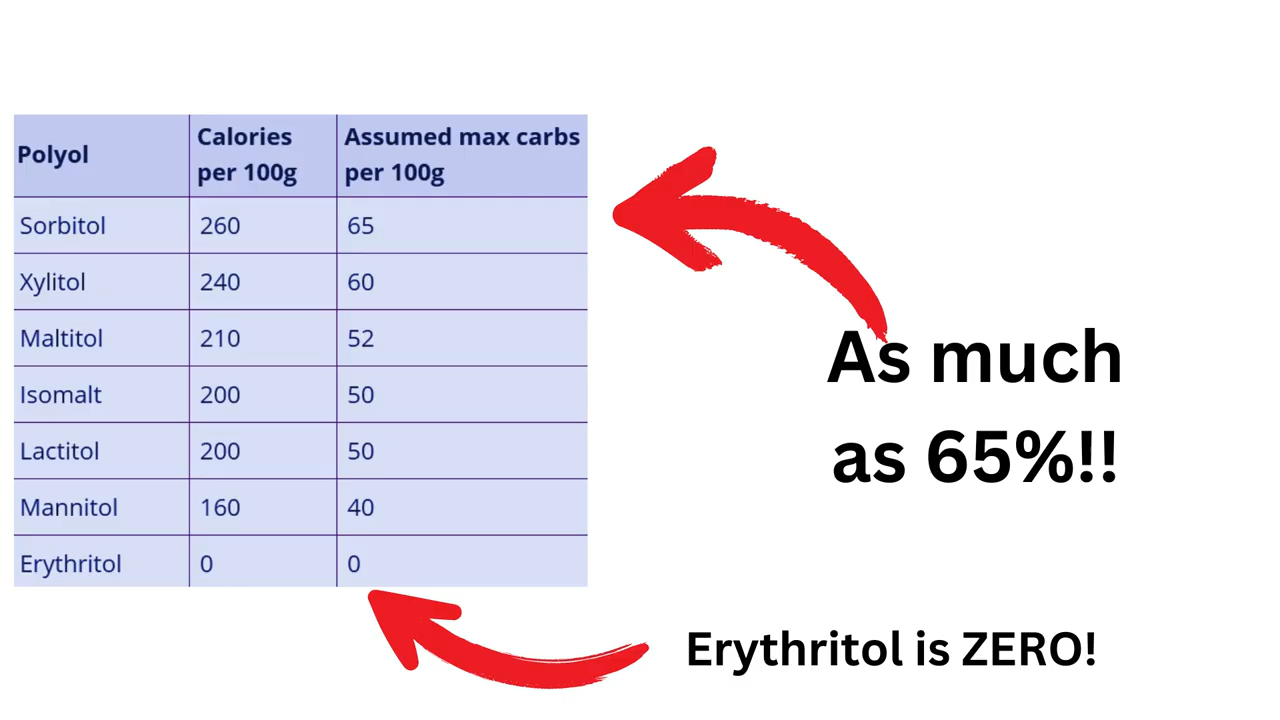 Polyol Calories per 100g Assumed max carbs per 100g
Sorbitol 260 65
Xylitol 240 60
Maltitol 210 52
Isomalt 200 50
Lactitol 200 50
Mannitol 160 40
Erythritol 0 0
As much
as 65%!!
Erythritol is ZERO!